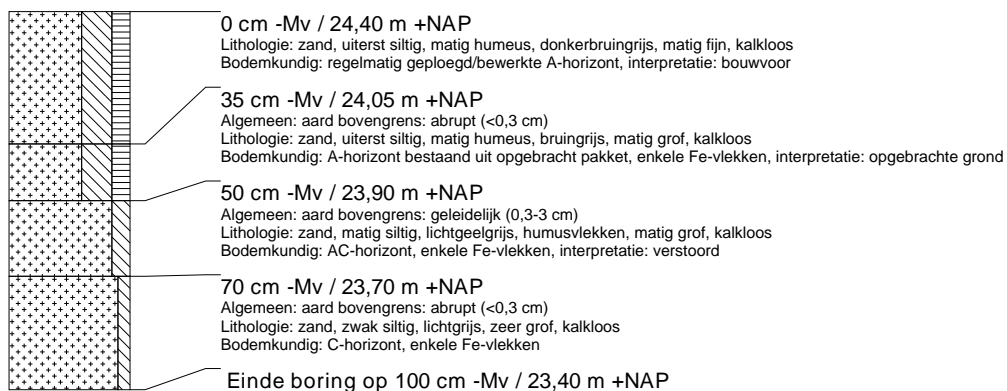 0 cm -Mv / 24,40 m +NAP
Lithologie: zand, uiterst siltig, matig humeus, donkerbruingrijs, matig fijn, kalkloos
Bodemkundig: regelmatig geploegd/bewerkte A-horizont, interpretatie: bouwvoor
35 cm -Mv / 24,05 m +NAP
Algemeen: aard bovengrens: abrupt (<0,3 cm)
Lithologie: zand, uiterst siltig, matig humeus, bruingrijs, matig grof, kalkloos
Bodemkundig: A-horizont bestaand uit opgebracht pakket, enkele Fe-vlekken, interpretatie: opgebrachte grond
50 cm -Mv / 23,90 m +NAP
Algemeen: aard bovengrens: geleidelijk (0,3-3 cm)
Lithologie: zand, matig siltig, lichtgeelgrijs, humusvlekken, matig grof, kalkloos
Bodemkundig: AC-horizont, enkele Fe-vlekken, interpretatie: verstoord
70 cm -Mv / 23,70 m +NAP
Algemeen: aard bovengrens: abrupt (<0,3 cm)
Lithologie: zand, zwak siltig, lichtgrijs, zeer grof, kalkloos
Bodemkundig: C-horizont, enkele Fe-vlekken
Einde boring op 100 cm -Mv / 23,40 m +NAP